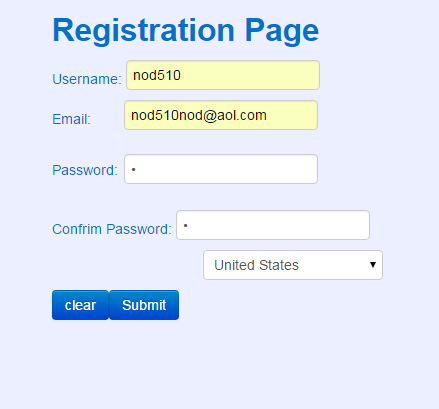 Registration Page
Username: nod510
Email: nod510nod@aol.com
Password: •
Confrim Password: •
United States
clear Submit